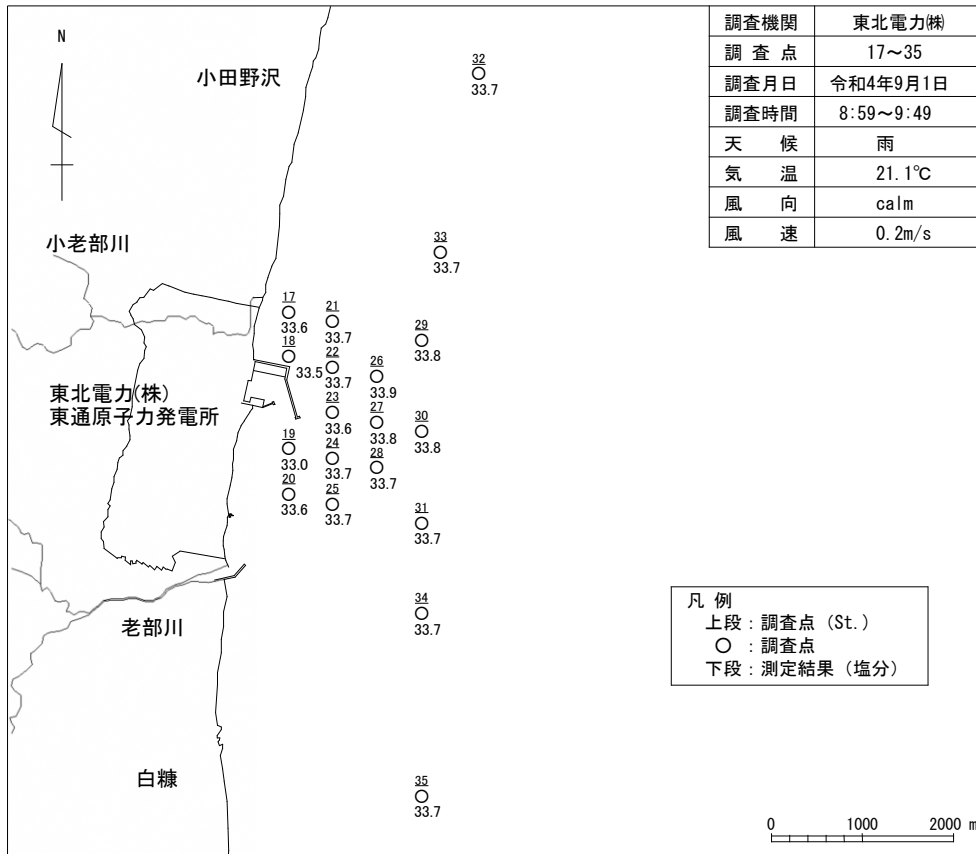 調査機関 東北電力㈱
調査点 17～35
調査月日 令和4年9月1日
調査時間 8:59～9:49
天候 雨
気温 21.1℃
風向 calm
風速 0.2m/s
N
小田野沢
32
33.7
小老部川
33
33.7
17
33.6
21
33.7
29
33.8
18
33.5
22
33.7
26
33.9
東北電力(株)
東通原子力発電所
23
33.6
27
33.8
30
33.8
19
33.0
24
33.7
28
33.7
20
33.6
25
33.7
31
33.7
34
33.7
老部川
凡 例
上段：調査点（St.）
○ ：調査点
下段：測定結果（塩分）
白糠
35
33.7
0 1000 2000 m